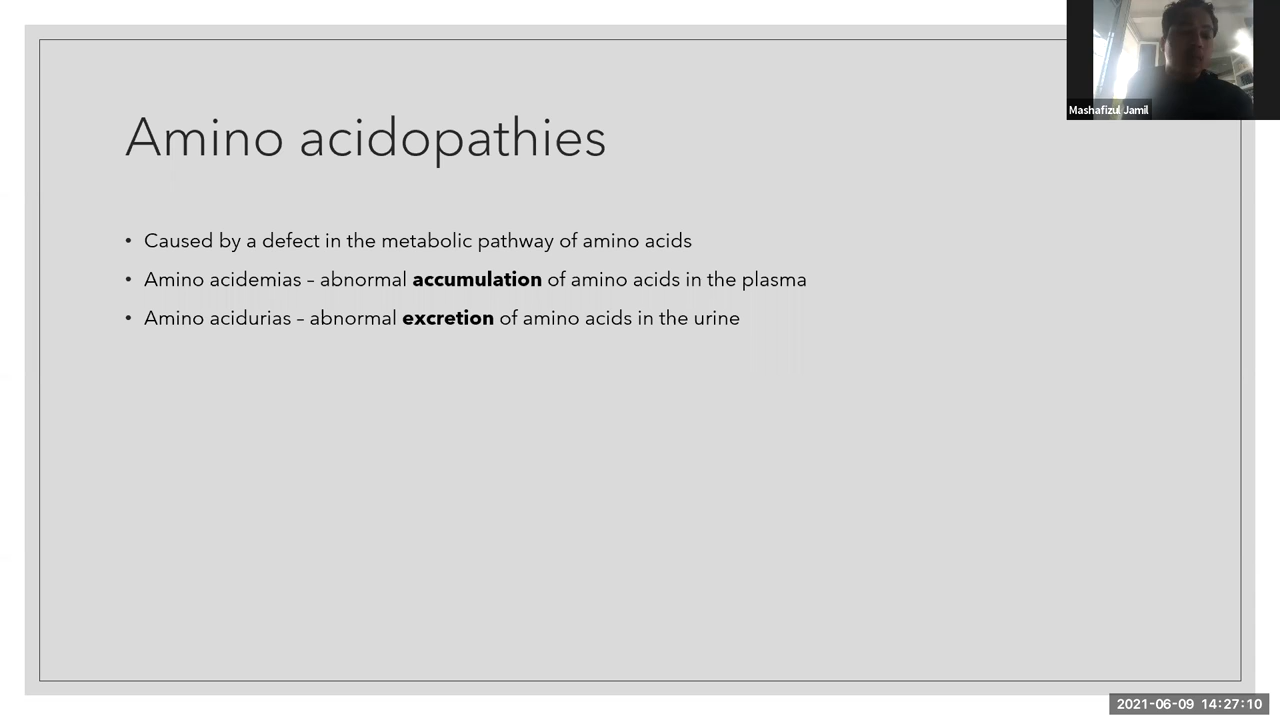 Mashafizul Jamil
Amino acidopathies
• Caused by a defect in the metabolic pathway of amino acids
• Amino acidemias – abnormal accumulation of amino acids in the plasma
• Amino acidurias – abnormal excretion of amino acids in the urine
2021-06-09 14:27:10